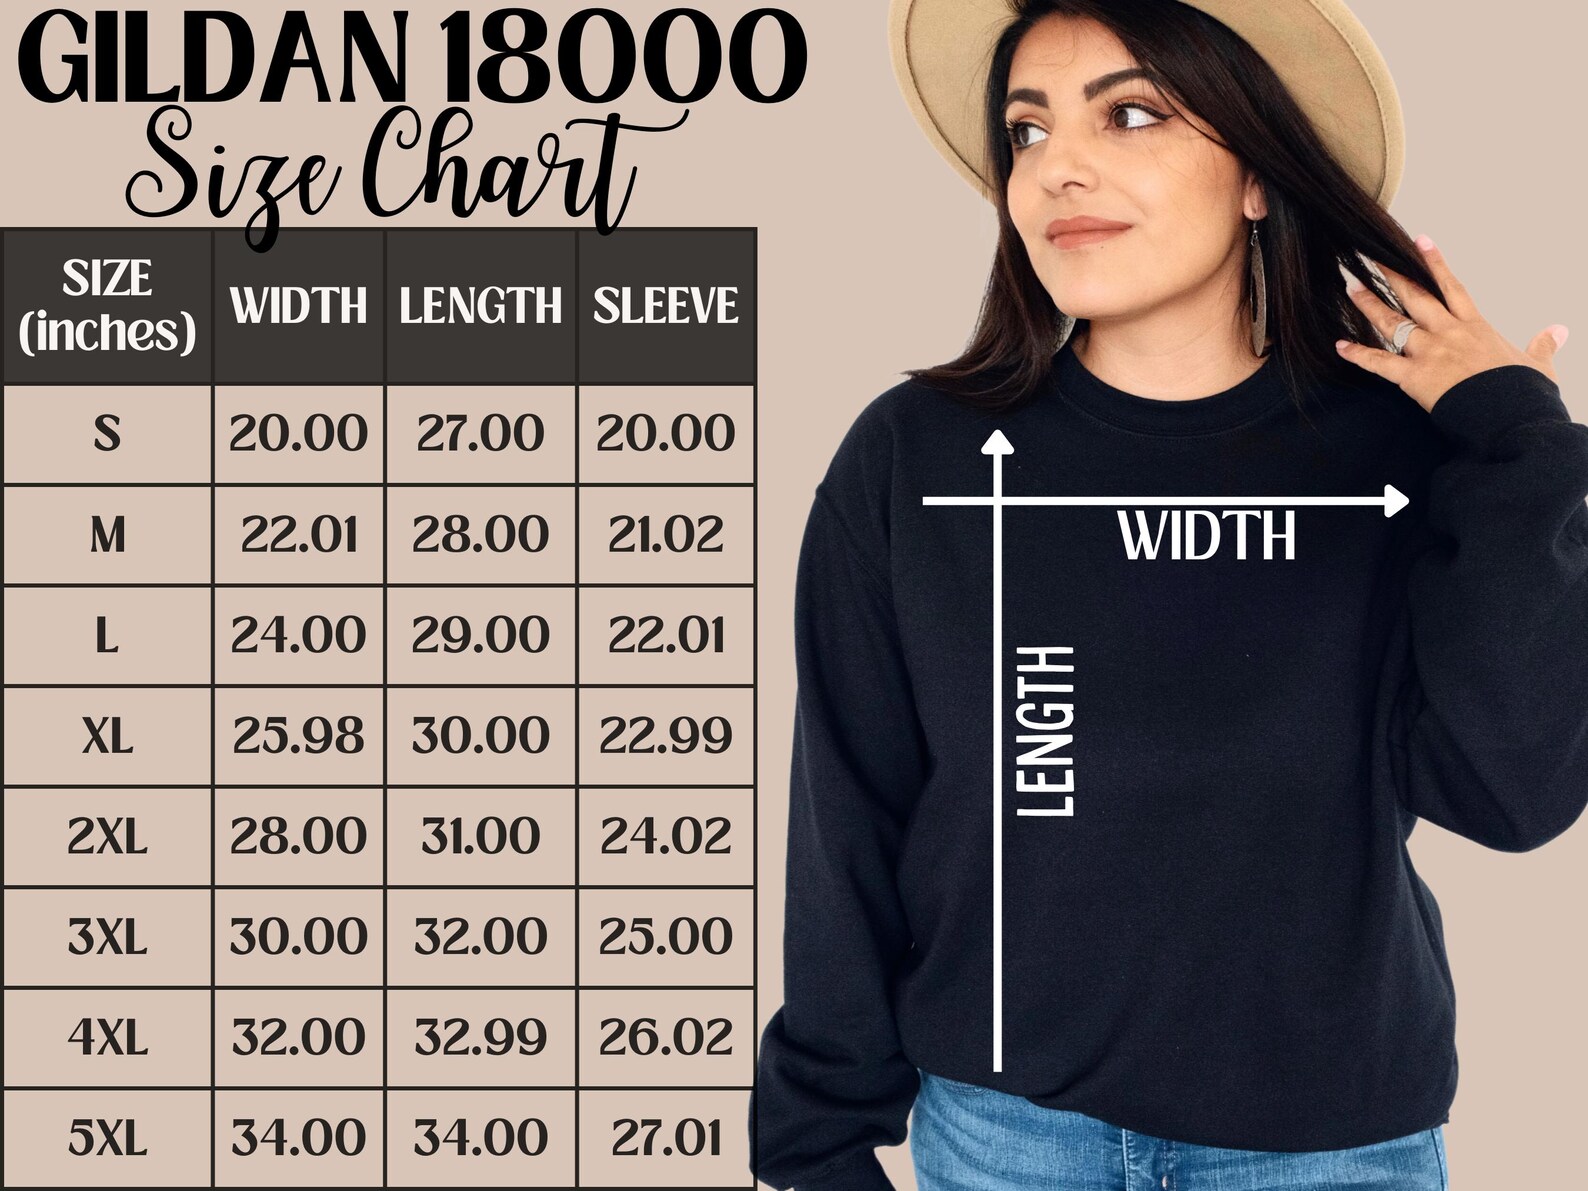 GILDAN 18000
Size Chart
SIZE (inches) WIDTH LENGTH SLEEVE
S 20.00 27.00 20.00
M 22.01 28.00 21.02
L 24.00 29.00 22.01
XL 25.98 30.00 22.99
2XL 28.00 31.00 24.02
3XL 30.00 32.00 25.00
4XL 32.00 32.99 26.02
5XL 34.00 34.00 27.01
WIDTH
LENGTH